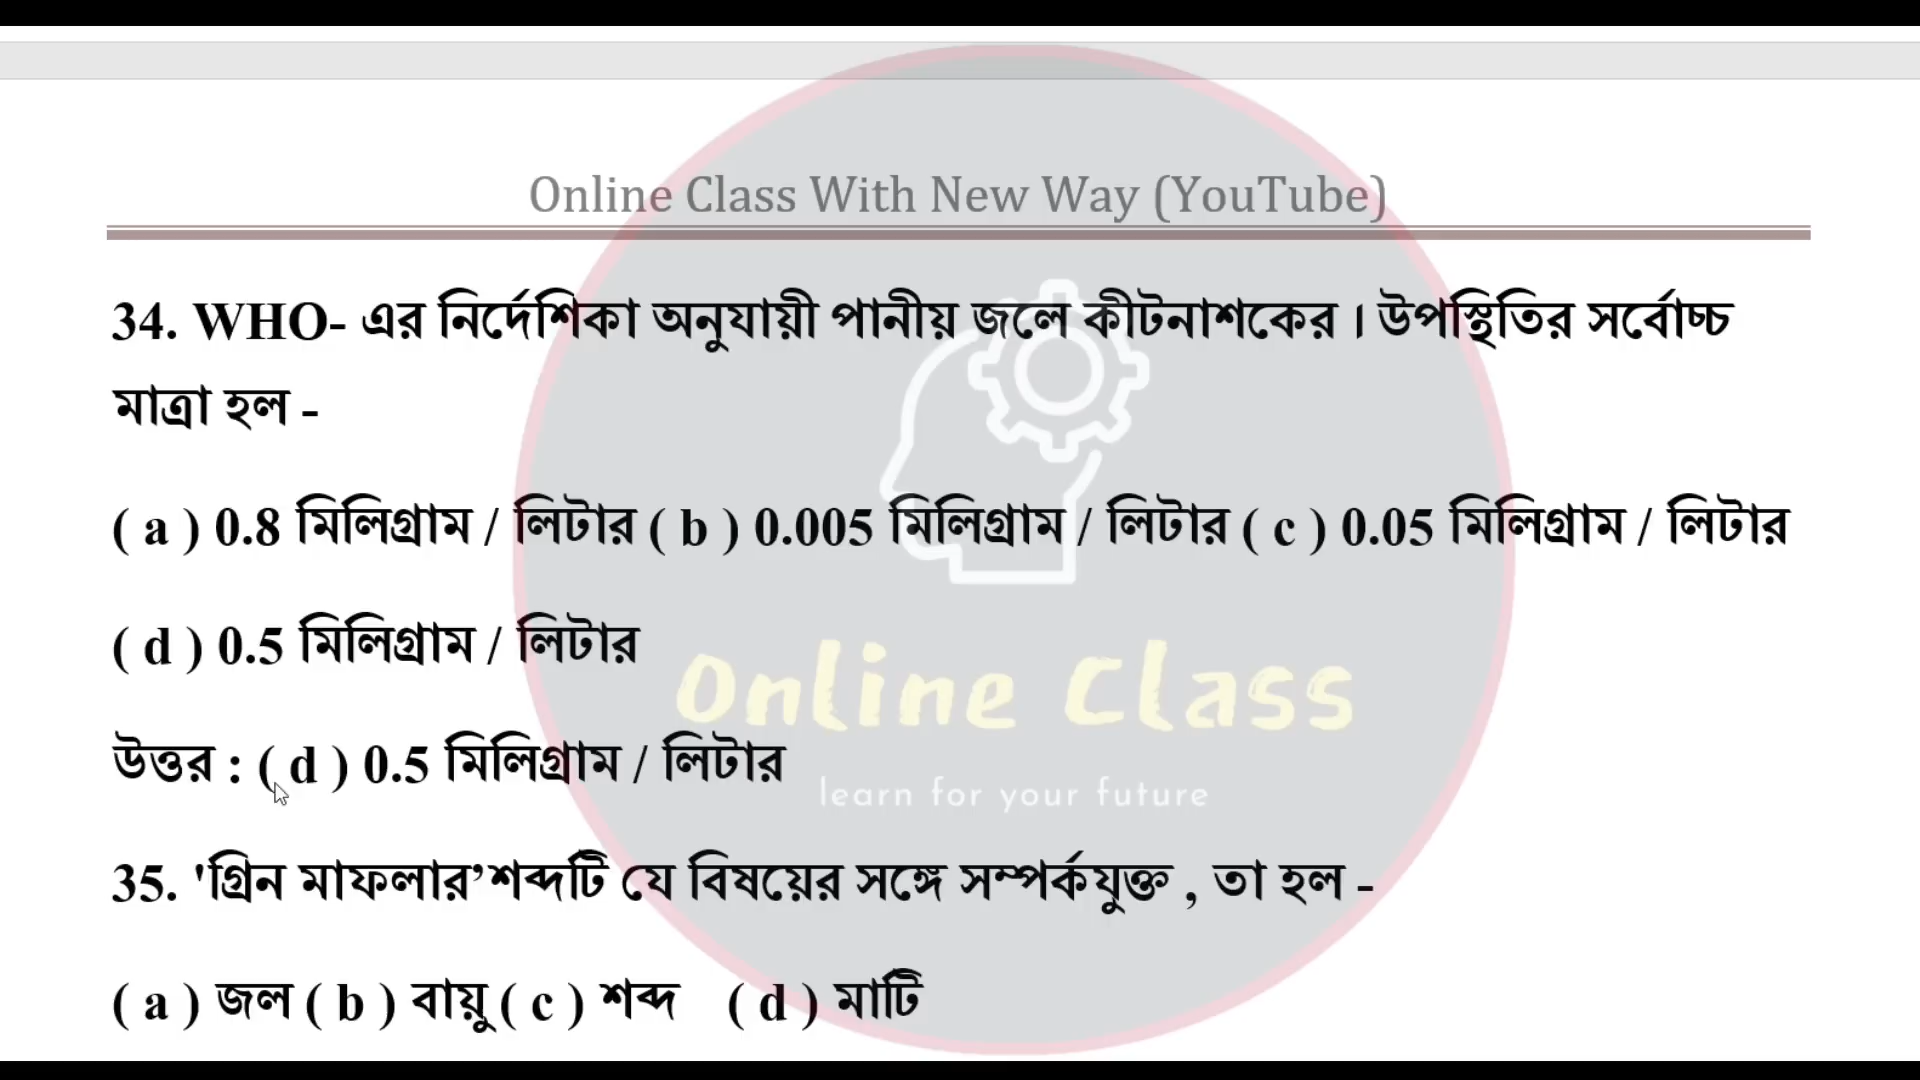 Online Class With New Way (YouTube)
34. WHO- এর নির্দেশিকা অনুযায়ী পানীয় জলে কীটনাশকের । উপস্থিতির সর্বোচ্চ
মাত্রা হল -
( a ) 0.8 মিলিগ্রাম / লিটার ( b ) 0.005 মিলিগ্রাম / লিটার ( c ) 0.05 মিলিগ্রাম / লিটার
( d ) 0.5 মিলিগ্রাম / লিটার
Online Class
উত্তর : ( d ) 0.5 মিলিগ্রাম / লিটার
learn for your future
35. 'গ্রিন মাফলার’শব্দটি যে বিষয়ের সঙ্গে সম্পর্কযুক্ত , তা হল -
( a ) জল ( b ) বায়ু ( c ) শব্দ ( d ) মাটি